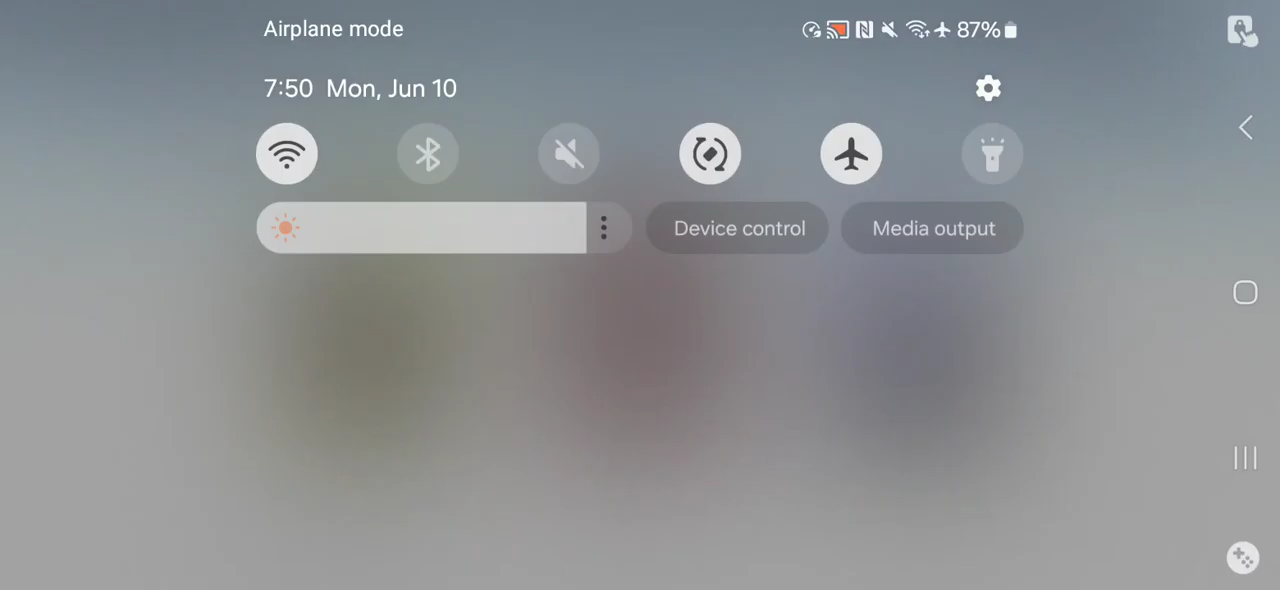 Airplane mode
87%
7:50 Mon, Jun 10
Device control
Media output